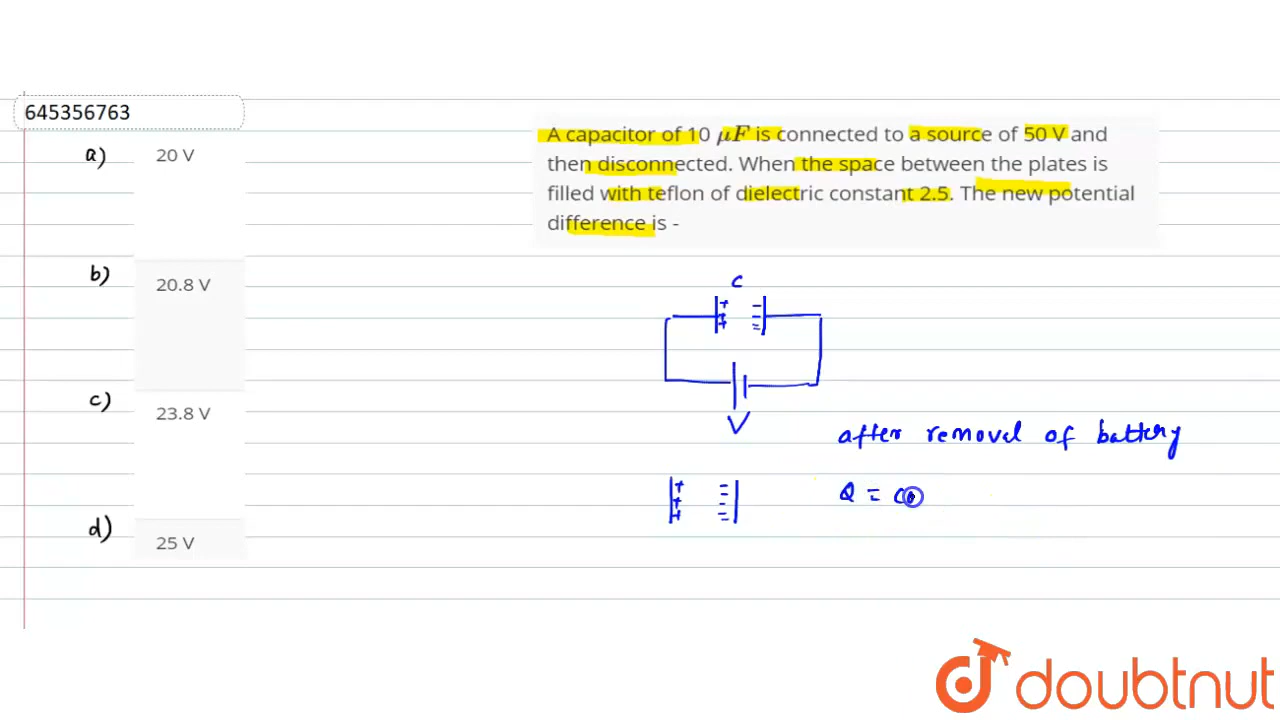 645356763
a) 20 V
b) 20.8 V
c) 23.8 V
d) 25 V
A capacitor of 10 μF is connected to a source of 50 V and
then disconnected. When the space between the plates is
filled with teflon of dielectric constant 2.5. The new potential
difference is -
C
+ -
+ -
+ -
V
after removal of battery
+ -
+ -
+ -
Q = co
doubtnut